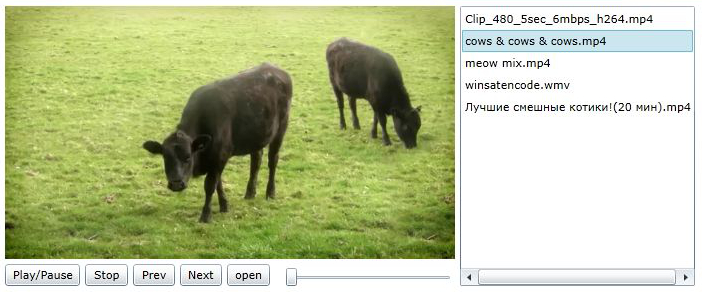 Clip_480_5sec_6mbps_h264.mp4
cows & cows & cows.mp4
meow mix.mp4
winsatencode.wmv
Лучшие смешные котики!(20 мин).mp4
Play/Pause Stop Prev Next open